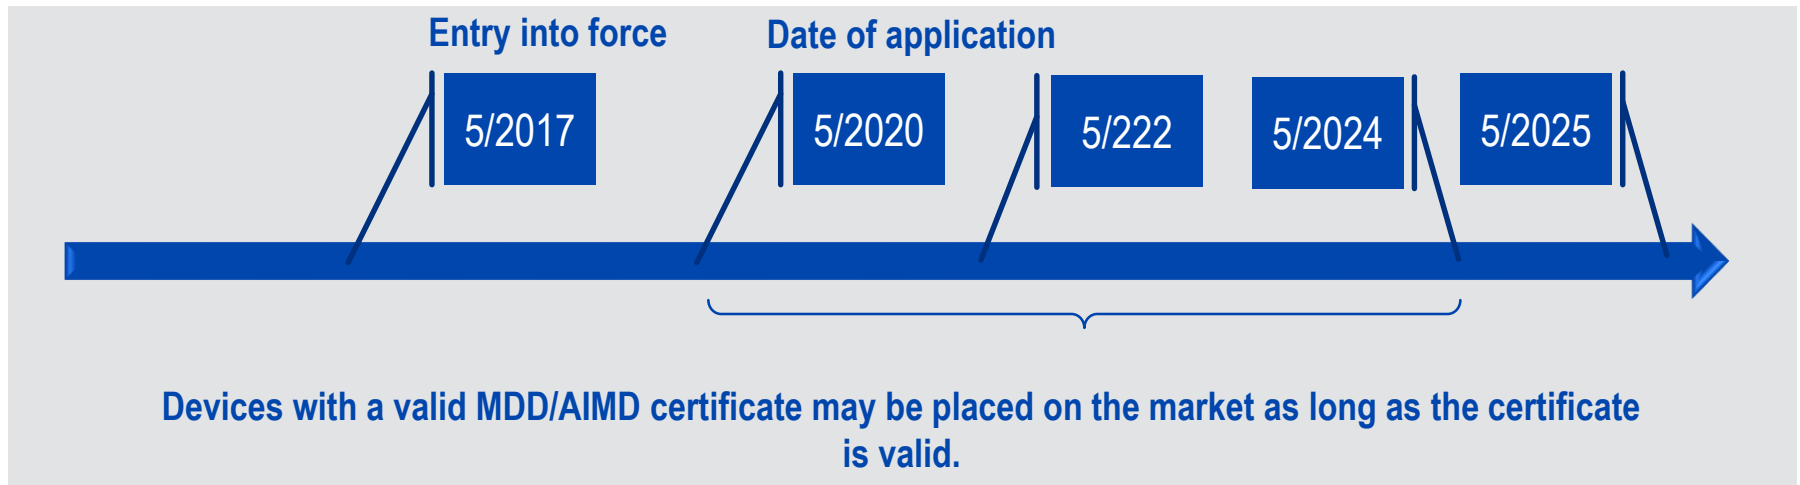 Entry into force
Date of application
5/2017
5/2020
5/222
5/2024
5/2025
Devices with a valid MDD/AIMD certificate may be placed on the market as long as the certificate
is valid.